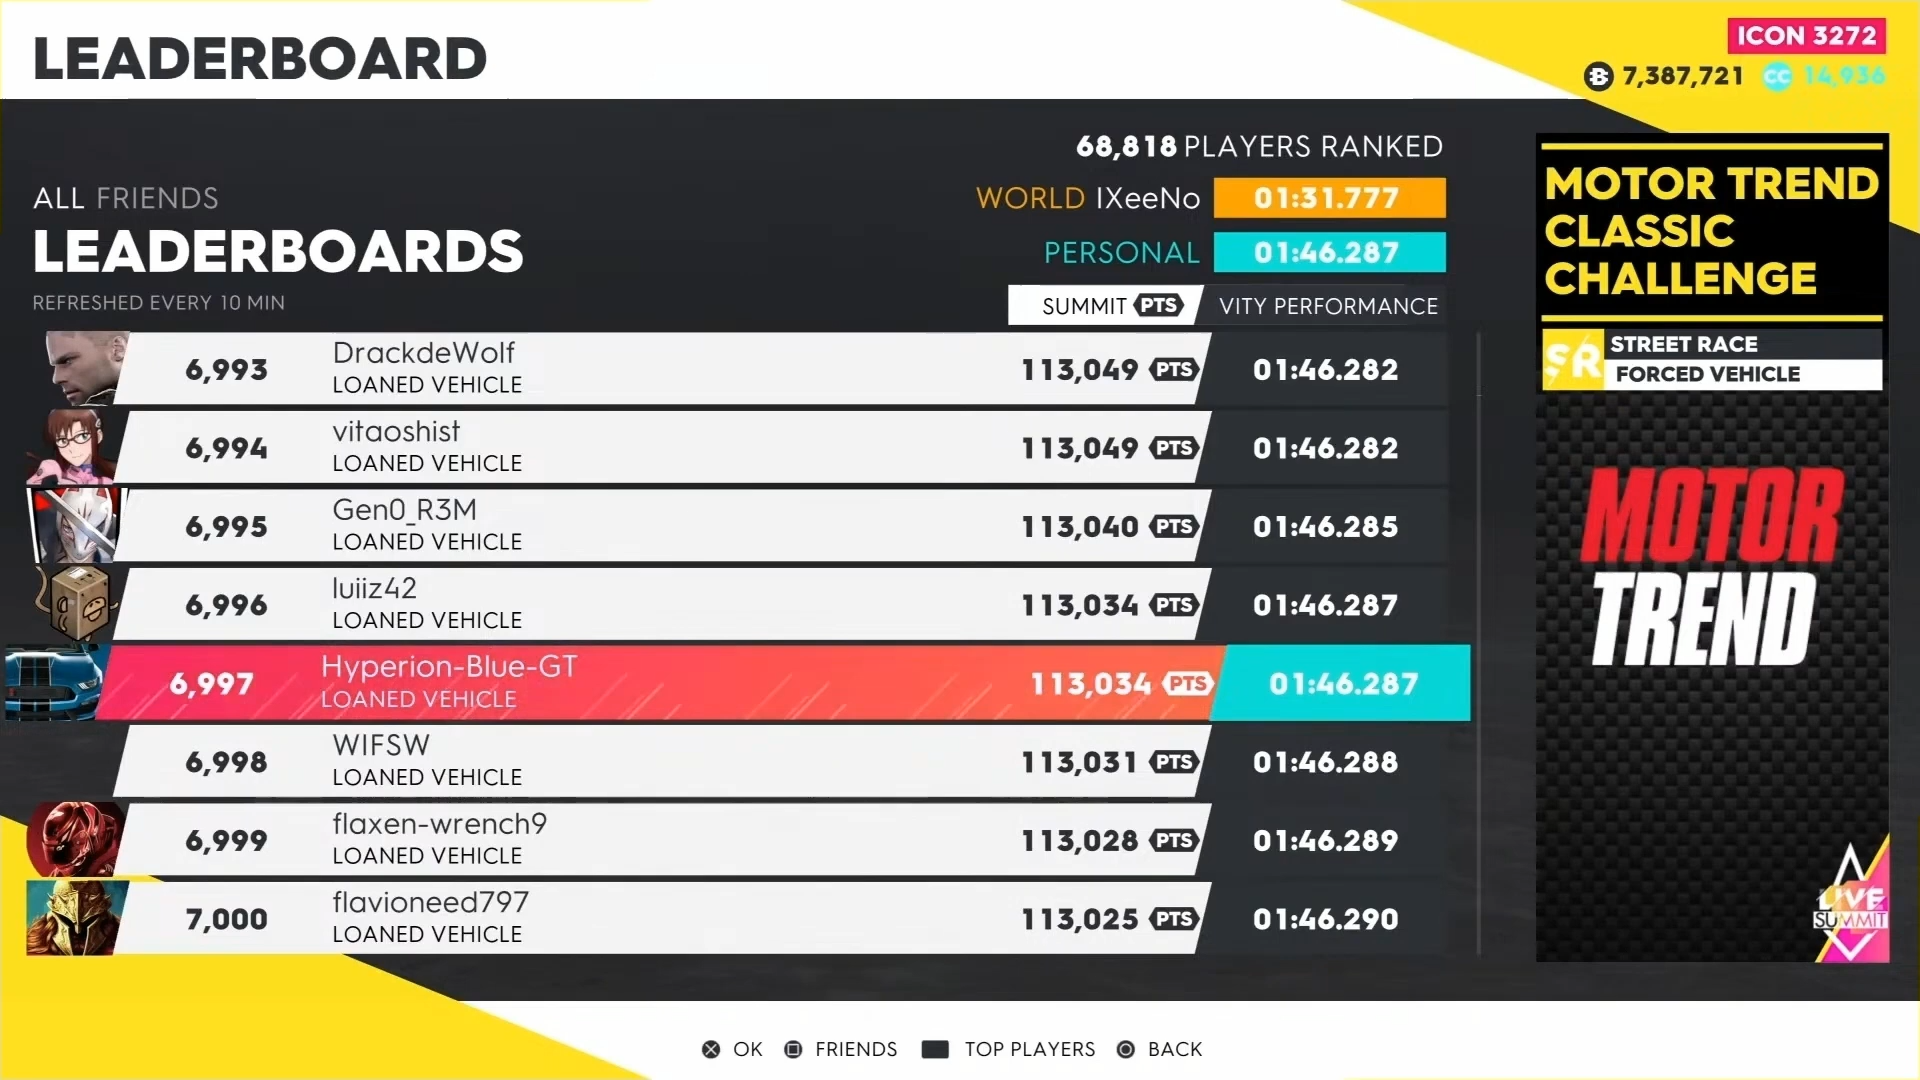 LEADERBOARD
ICON 3272
7,387,721 CC 14,936
68,818 PLAYERS RANKED
ALL FRIENDS
WORLD IXeeNo 01:31.777
LEADERBOARDS
PERSONAL 01:46.287
REFRESHED EVERY 10 MIN
SUMMIT PTS VITY PERFORMANCE
6,993 DrackdeWolf LOANED VEHICLE 113,049 PTS 01:46.282
6,994 vitaoshist LOANED VEHICLE 113,049 PTS 01:46.282
6,995 Gen0_R3M LOANED VEHICLE 113,040 PTS 01:46.285
6,996 luiiz42 LOANED VEHICLE 113,034 PTS 01:46.287
6,997 Hyperion-Blue-GT LOANED VEHICLE 113,034 PTS 01:46.287
6,998 WIFSW LOANED VEHICLE 113,031 PTS 01:46.288
6,999 flaxen-wrench9 LOANED VEHICLE 113,028 PTS 01:46.289
7,000 flavioneed797 LOANED VEHICLE 113,025 PTS 01:46.290
MOTOR TREND
CLASSIC
CHALLENGE
SR STREET RACE
FORCED VEHICLE
MOTOR
TREND
LIVE
SUMMIT
OK FRIENDS TOP PLAYERS BACK